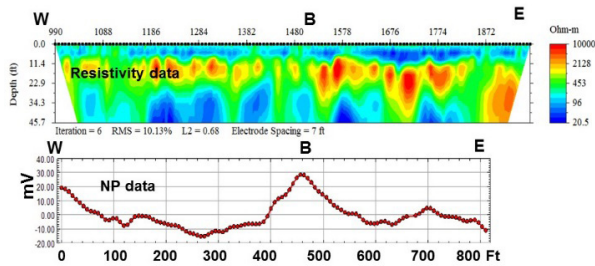 W B E
990 1088 1186 1284 1382 1480 1578 1676 1774 1872 Ohm-m
0.0 10000
11.4 2128
22.9 453
34.3 96
45.7 20.5
Depth (ft)
Resistivity data
Iteration = 6 RMS = 10.13% L2 = 0.68 Electrode Spacing = 7 ft
W B E
40.00
30.00
20.00
10.00
0.00
-10.00
-20.00
mV
NP data
0 100 200 300 400 500 600 700 800 Ft